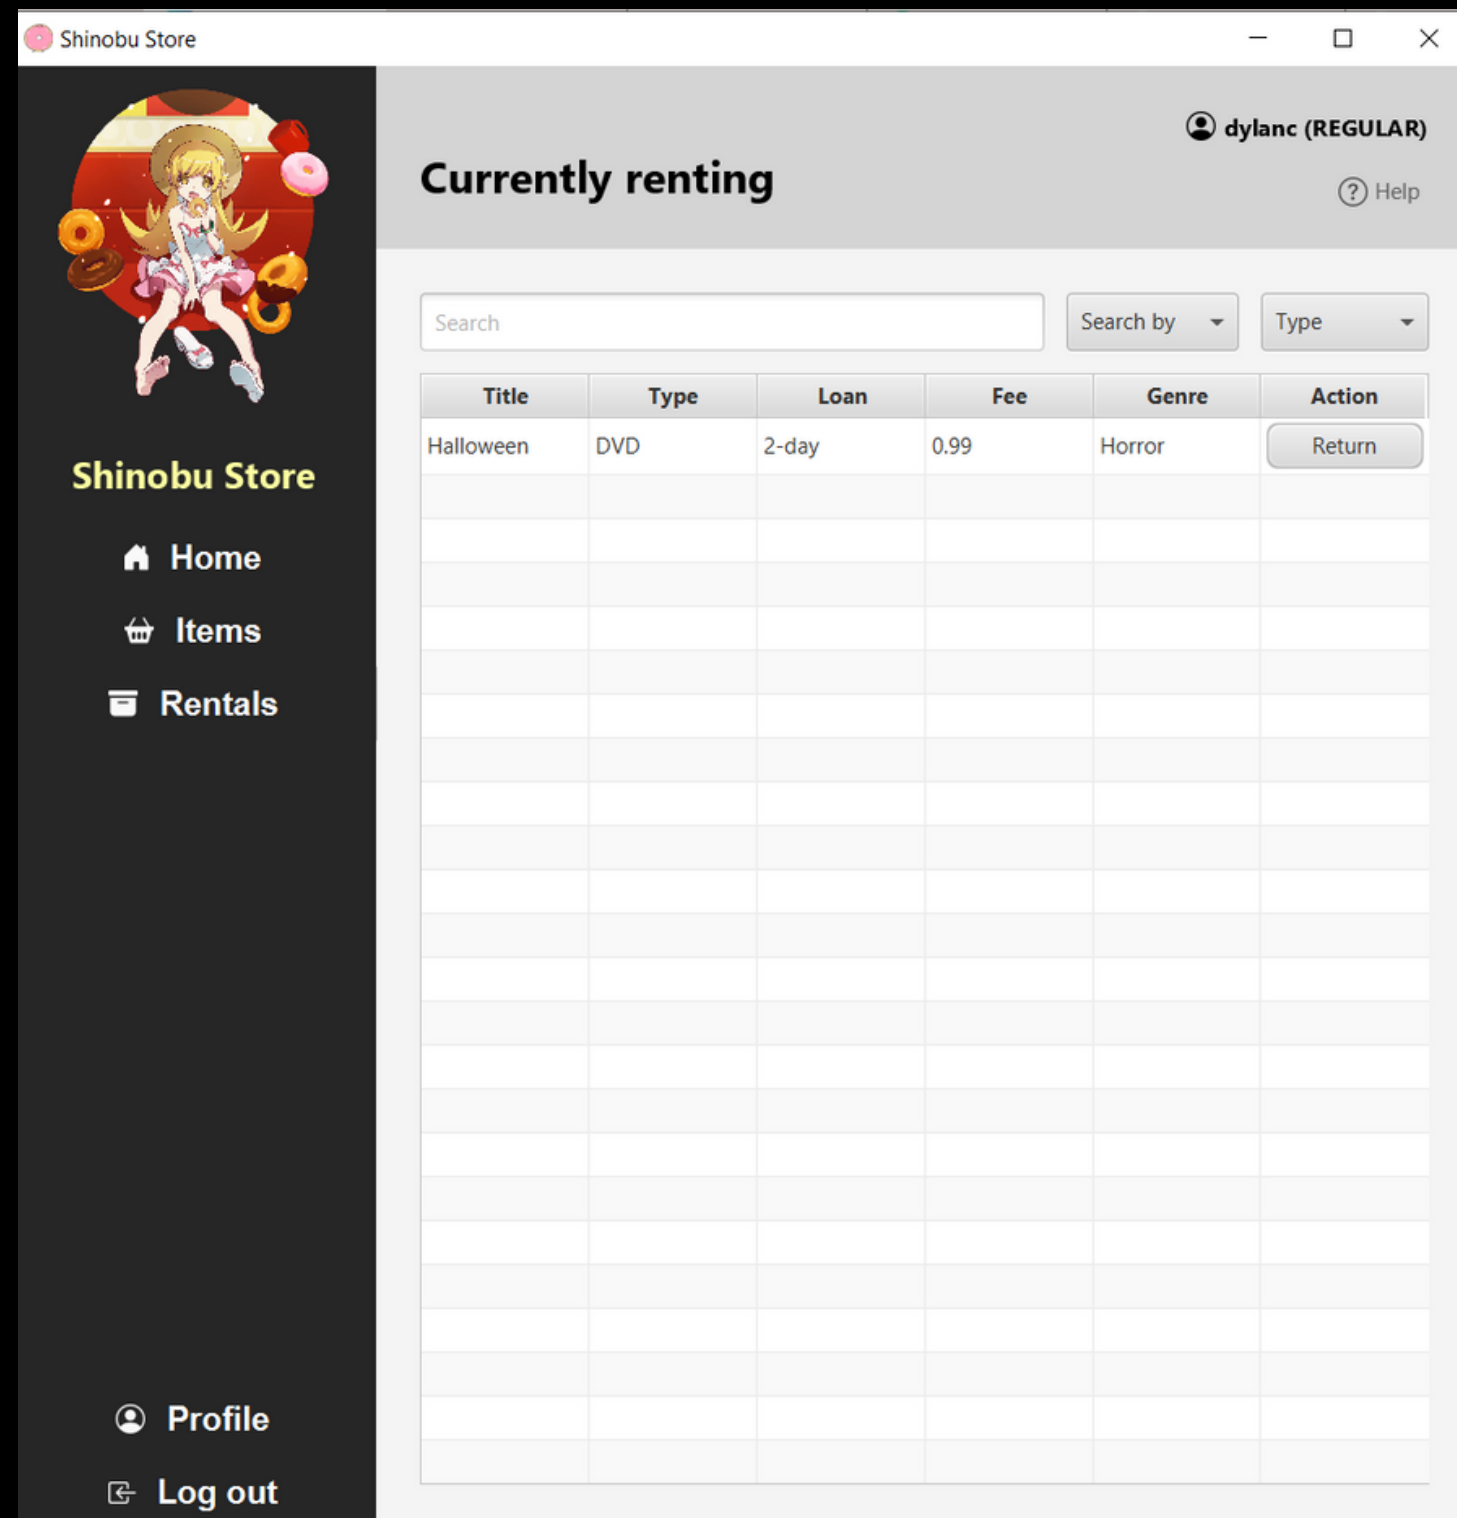 Shinobu Store
dylanc (REGULAR)
Currently renting
Help
Search
Search by
Type
Title Type Loan Fee Genre Action
Halloween DVD 2-day 0.99 Horror Return
Shinobu Store
Home
Items
Rentals
Profile
Log out